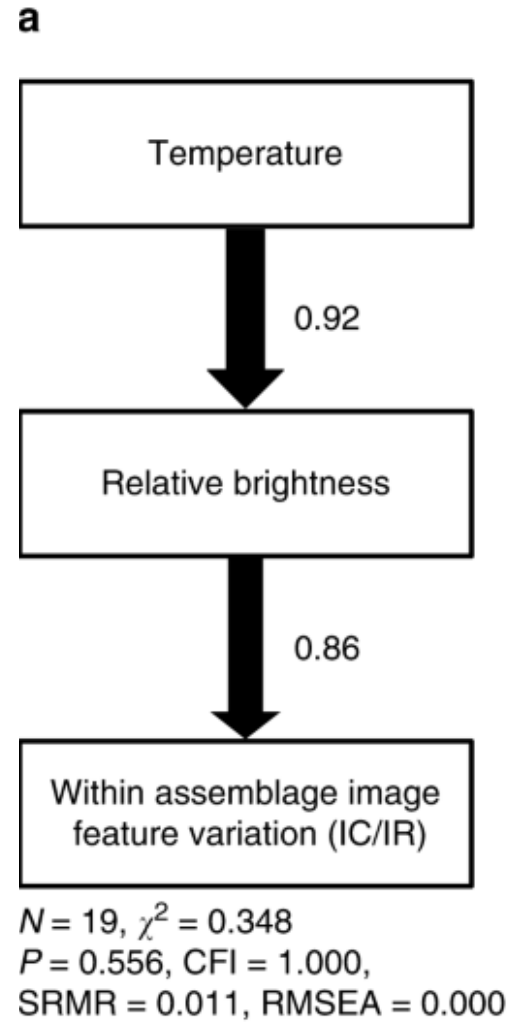 a
Temperature
0.92
Relative brightness
0.86
Within assemblage image
feature variation (IC/IR)
N = 19, χ² = 0.348
P = 0.556, CFI = 1.000,
SRMR = 0.011, RMSEA = 0.000